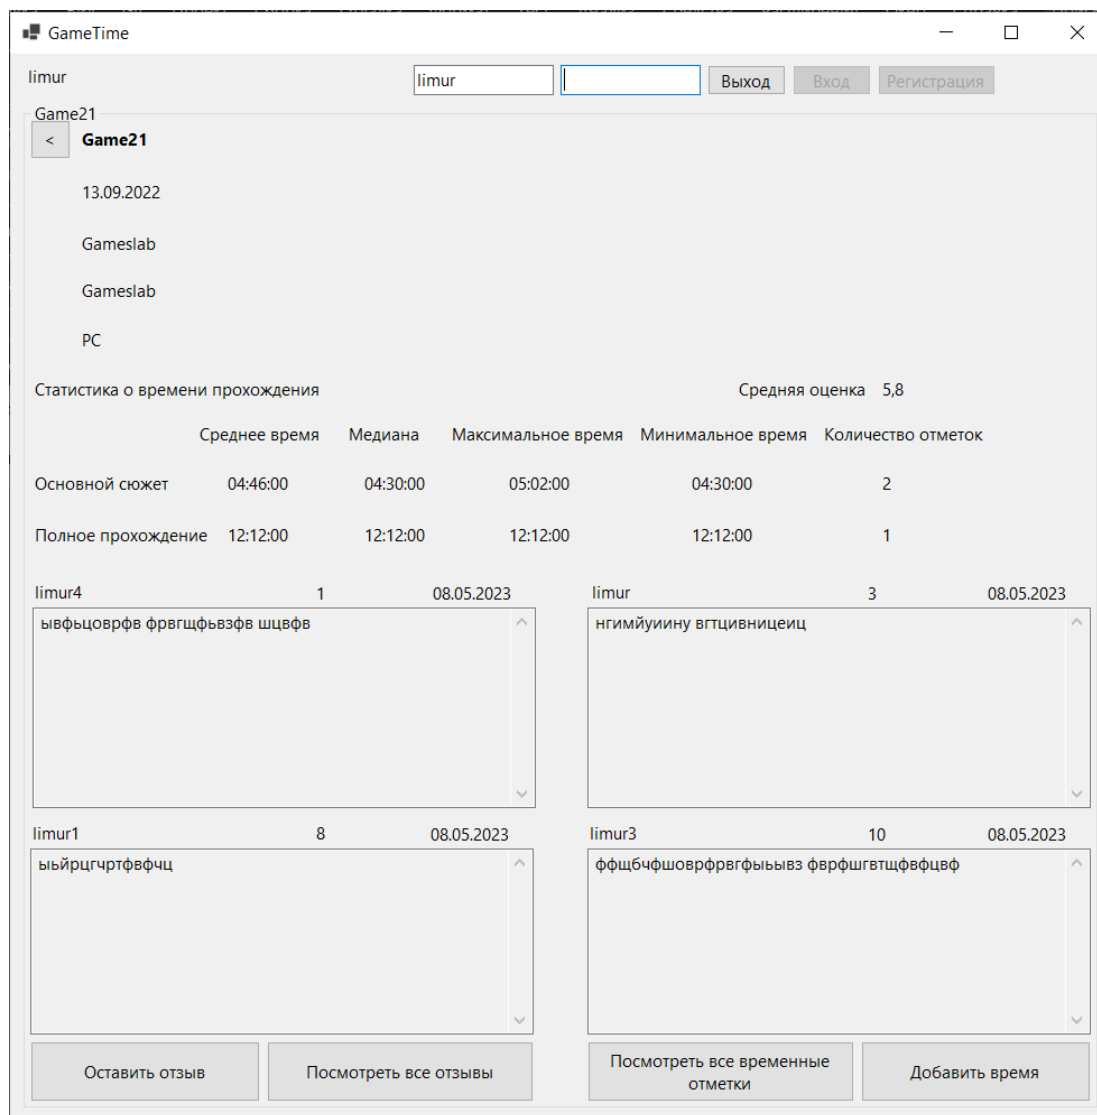 GameTime
limur
limur
Выход
Вход
Регистрация
Game21
<
Game21
13.09.2022
Gameslab
Gameslab
PC
Статистика о времени прохождения
Средняя оценка 5,8
Среднее время Медиана Максимальное время Минимальное время Количество отметок
Основной сюжет 04:46:00 04:30:00 05:02:00 04:30:00 2
Полное прохождение 12:12:00 12:12:00 12:12:00 12:12:00 1
limur4 1 08.05.2023
ывфьцоврфв фрвгщфьвзфв шцвфв
limur 3 08.05.2023
нгимйуиину вгтцивницеиц
limur1 8 08.05.2023
ыьйрцгчртфвфчц
limur3 10 08.05.2023
ффщбчфшоврфрвгфыьывз фврфшгвтщфвфцвф
Оставить отзыв
Посмотреть все отзывы
Посмотреть все временные
отметки
Добавить время